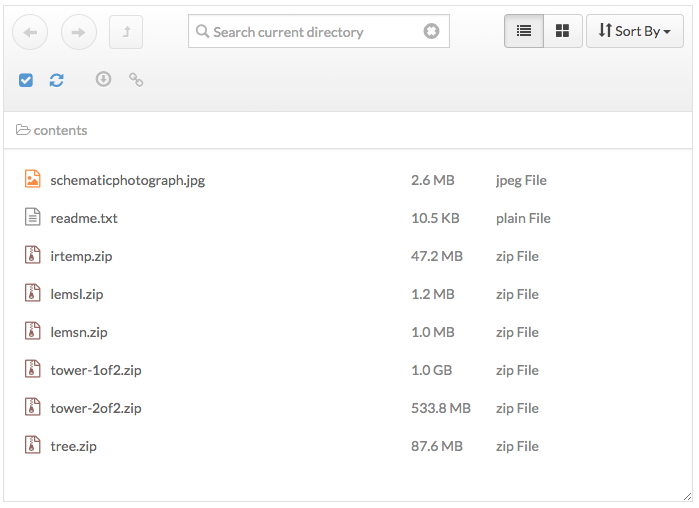 Search current directory
Sort By
contents
schematicphotograph.jpg 2.6 MB jpeg File
readme.txt 10.5 KB plain File
irtemp.zip 47.2 MB zip File
lemsl.zip 1.2 MB zip File
lemsn.zip 1.0 MB zip File
tower-1of2.zip 1.0 GB zip File
tower-2of2.zip 533.8 MB zip File
tree.zip 87.6 MB zip File